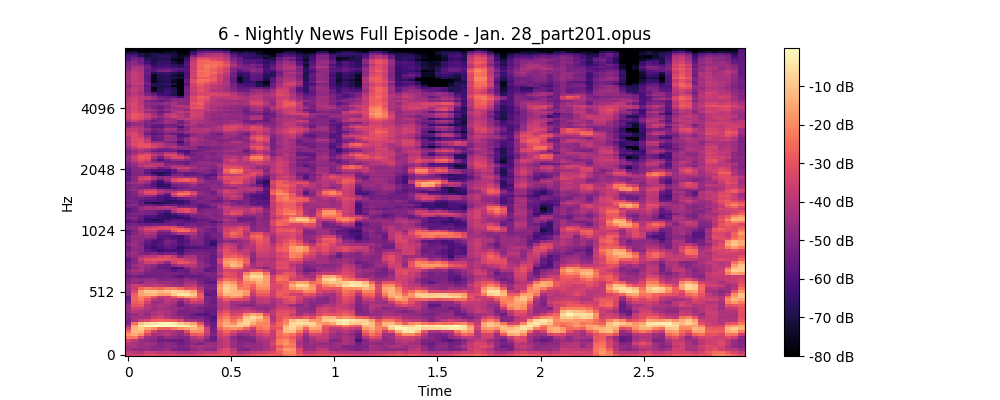 6 - Nightly News Full Episode - Jan. 28_part201.opus
Hz
4096
2048
1024
512
0
0
0.5
1
1.5
2
2.5
Time
-10 dB
-20 dB
-30 dB
-40 dB
-50 dB
-60 dB
-70 dB
-80 dB